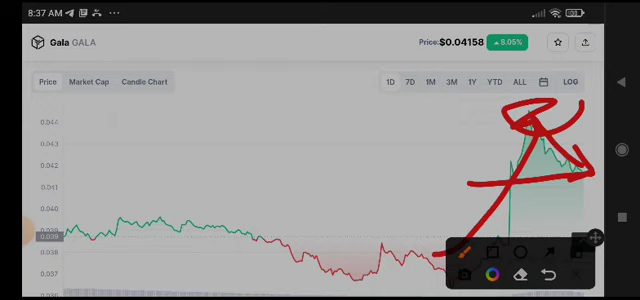 8:37 AM
Gala GALA
Price:$0.04158 ▲8.05%
Price Market Cap Candle Chart
1D 7D 1M 3M 1Y YTD ALL LOG
0.044
0.043
0.042
0.041
0.039
0.038
0.037
0.036